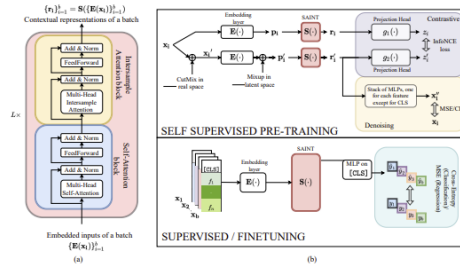 {r_i}^b_{i=1} = S({E(x_i)}^b_{i=1})
Contextual representations of a batch
Add & Norm
FeedForward
Add & Norm
Multi-Head
Intersample
Attention
Intersample
Attention block
L×
Add & Norm
FeedForward
Add & Norm
Multi-Head
Self-Attention
Self-Attention
block
Embedded inputs of a batch
{E(x_i)}^b_{i=1}
(a)
Embedding
layer
SAINT
Projection Head
Contrastive
x_i
E(·)
p_i
S(·)
r_i
g_1(·)
z_i
InfoNCE
loss
x_i'
E(·)
p_i'
S(·)
r_i'
g_2(·)
z_i'
Projection Head
CutMix in
real space
Mixup in
latent space
Stack of MLPs, one
for each feature
except for CLS
x_i''
MSE/CE
x_i
Denoising
SELF SUPERVISED PRE-TRAINING
SAINT
[CLS]
f_1
f_n
x_1
x_2
x_b
Embedding
layer
E(·)
S(·)
MLP on
[CLS]
Cross-Entropy
(Classification)
MSE (Regression)
SUPERVISED / FINETUNING
(b)